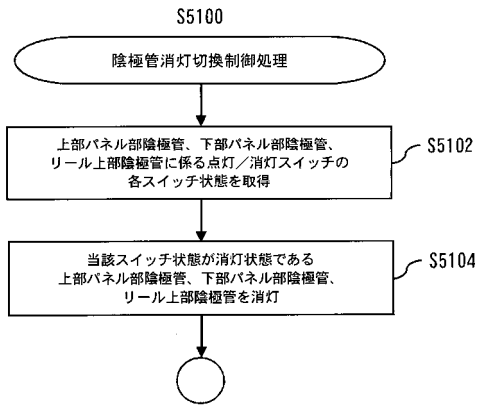 S5100
陰極管消灯切換制御処理
上部パネル部陰極管、下部パネル部陰極管、
リール上部陰極管に係る点灯／消灯スイッチの
各スイッチ状態を取得
S5102
当該スイッチ状態が消灯状態である
上部パネル部陰極管、下部パネル部陰極管、
リール上部陰極管を消灯
S5104